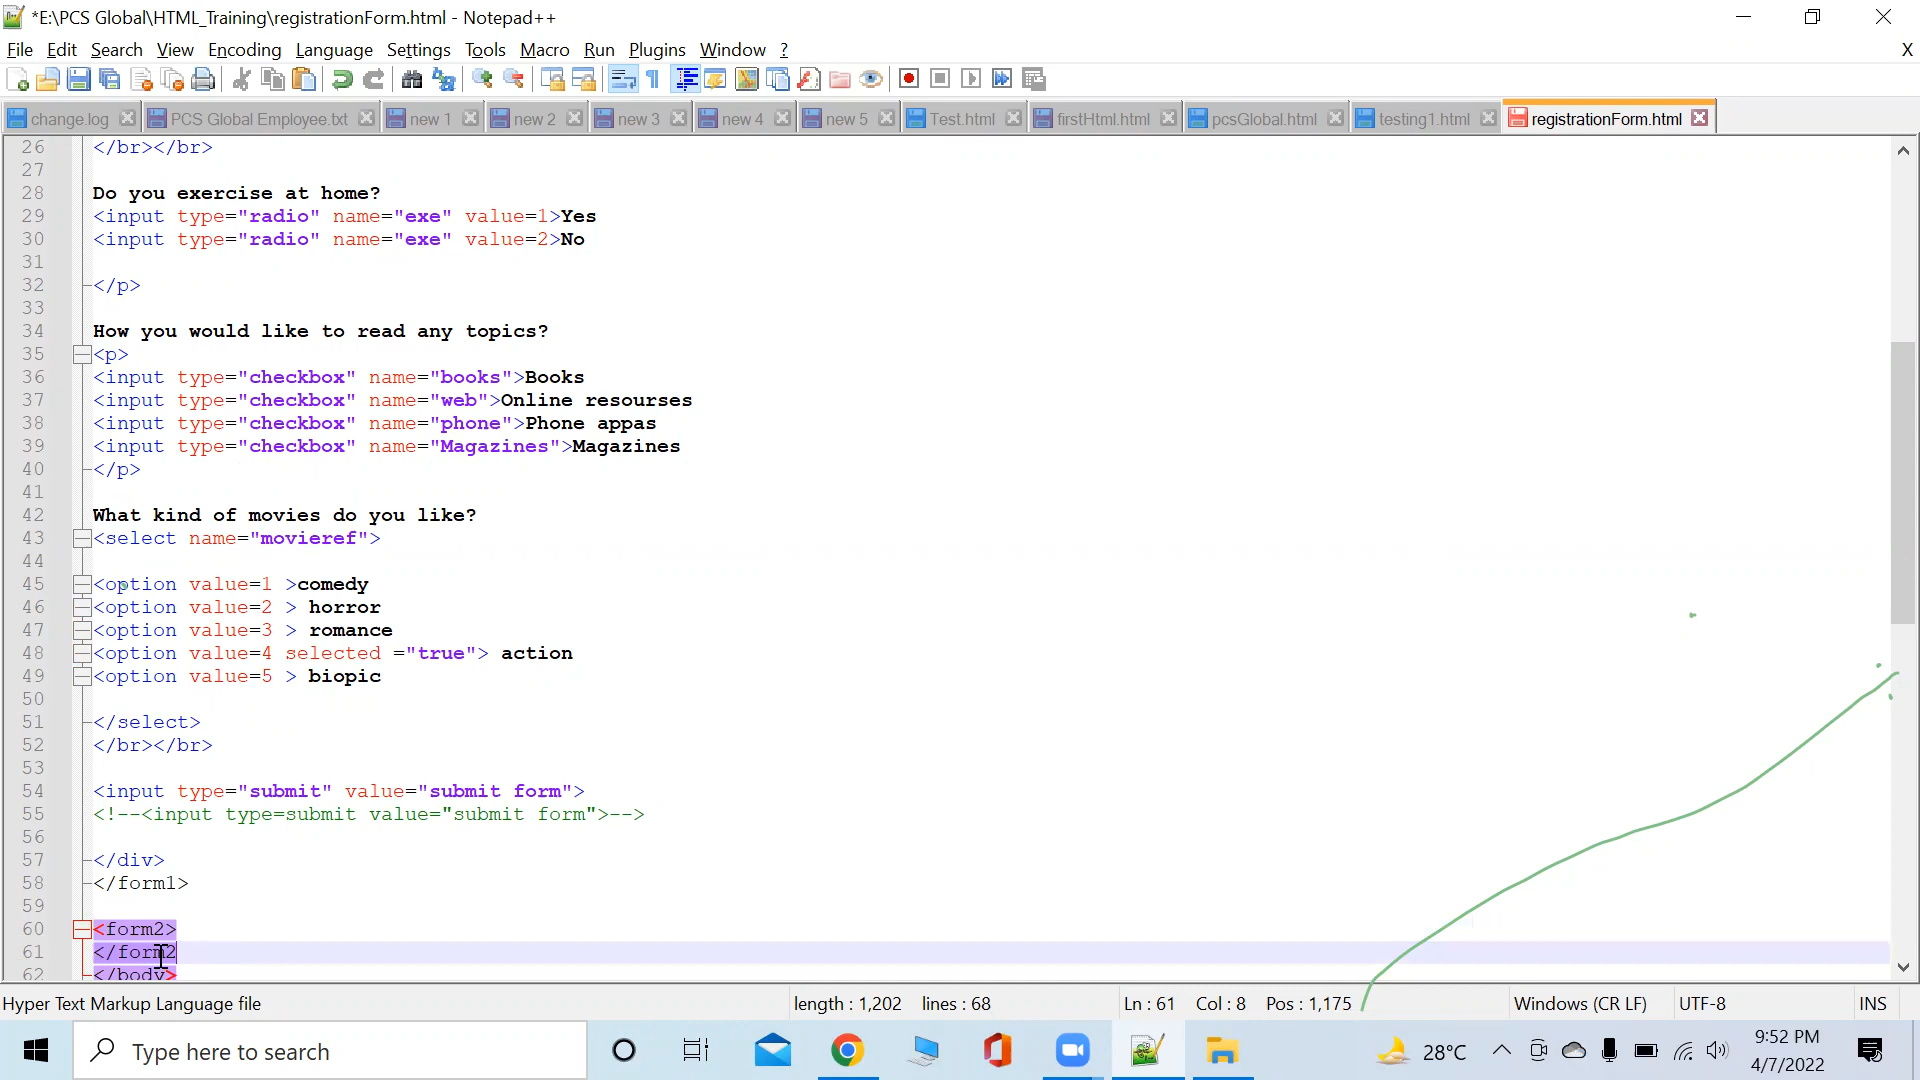 *E:\PCS Global\HTML_Training\registrationForm.html - Notepad++
File Edit Search View Encoding Language Settings Tools Macro Run Plugins Window ? X
change.log PCS Global Employee.txt new 1 new 2 new 3 new 4 new 5 Test.html firstHtml.html pcsGlobal.html testing1.html registrationForm.html
26 </br></br>
27
28 Do you exercise at home?
29 <input type="radio" name="exe" value=1>Yes
30 <input type="radio" name="exe" value=2>No
31
32 </p>
33
34 How you would like to read any topics?
35 <p>
36 <input type="checkbox" name="books">Books
37 <input type="checkbox" name="web">Online resourses
38 <input type="checkbox" name="phone">Phone appas
39 <input type="checkbox" name="Magazines">Magazines
40 </p>
41
42 What kind of movies do you like?
43 <select name="movieref">
44
45 <option value=1 >comedy
46 <option value=2 > horror
47 <option value=3 > romance
48 <option value=4 selected ="true"> action
49 <option value=5 > biopic
50
51 </select>
52 </br></br>
53
54 <input type="submit" value="submit form">
55 <!--<input type=submit value="submit form">-->
56
57 </div>
58 </form1>
59
60 <form2>
61 </form2
62 </body>
Hyper Text Markup Language file length : 1,202 lines : 68 Ln : 61 Col : 8 Pos : 1,175 Windows (CR LF) UTF-8 INS
Type here to search 28°C 9:52 PM
4/7/2022